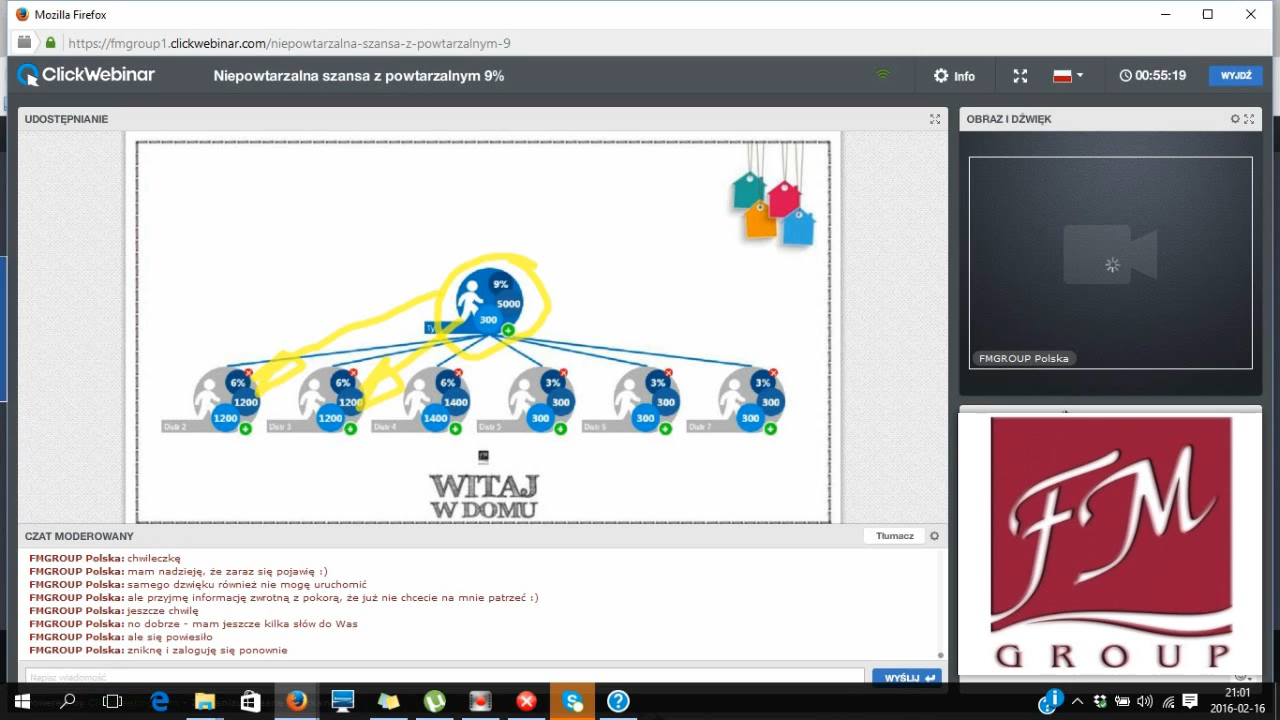 Mozilla Firefox
https://fmgroup1.clickwebinar.com/niepowtarzalna-szansa-z-powtarzalnym-9
ClickWebinar
Niepowtarzalna szansa z powtarzalnym 9%
Info
00:55:19
WYJDŹ
UDOSTĘPNIANIE
OBRAZ I DŹWIĘK
9%
5000
300
Ty
6%
1200
1200
Distr 2
6%
1200
1200
Distr 3
6%
1400
1400
Distr 4
3%
300
300
Distr 5
3%
300
300
Distr 6
3%
300
300
Distr 7
WITAJ
W DOMU
FMGROUP Polska
FM
GROUP
CZAT MODEROWANY
Tłumacz
FMGROUP Polska: chwileczkę
FMGROUP Polska: mam nadzieję, że zaraz się pojawię :)
FMGROUP Polska: samego dzwięku również nie mogę uruchomić
FMGROUP Polska: ale przyjmę informację zwrotną z pokorą, że już nie chcecie na mnie patrzeć :)
FMGROUP Polska: jeszcze chwilę
FMGROUP Polska: no dobrze - mam jeszcze kilka słów do Was
FMGROUP Polska: ale się powiesiło
FMGROUP Polska: zniknę i zaloguję się ponownie
Napisz wiadomość
WYŚLIJ
21:01
2016-02-16